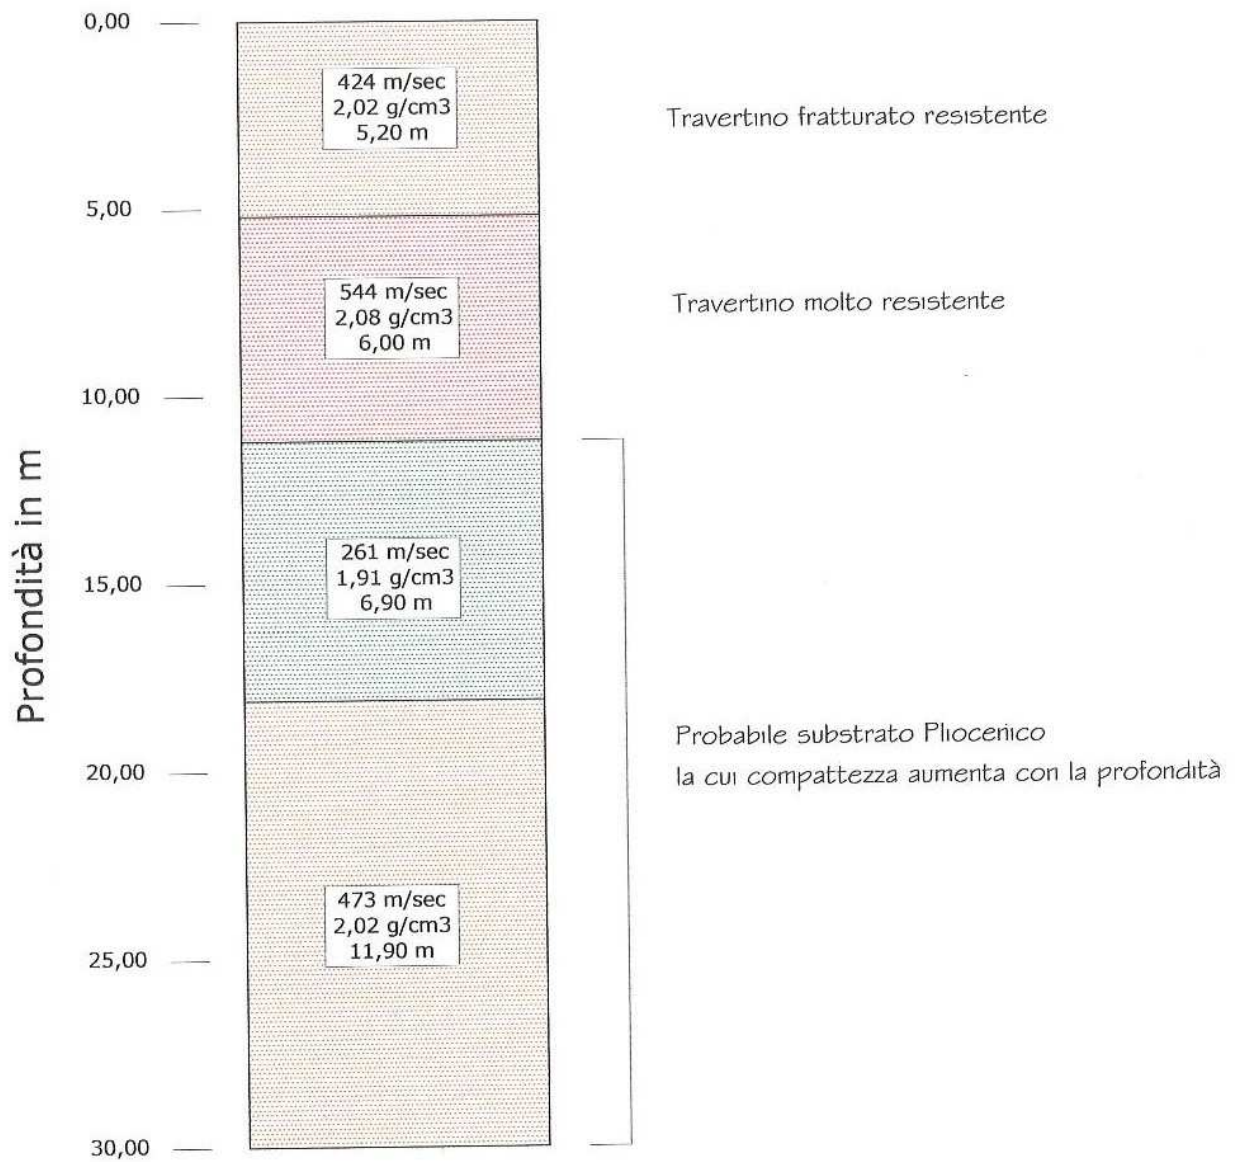 0,00
424 m/sec
2,02 g/cm3
5,20 m
Travertino fratturato resistente
5,00
544 m/sec
2,08 g/cm3
6,00 m
Travertino molto resistente
10,00
Profondità in m
261 m/sec
1,91 g/cm3
6,90 m
15,00
Probabile substrato Pliocenico
la cui compattezza aumenta con la profondità
20,00
473 m/sec
2,02 g/cm3
11,90 m
25,00
30,00